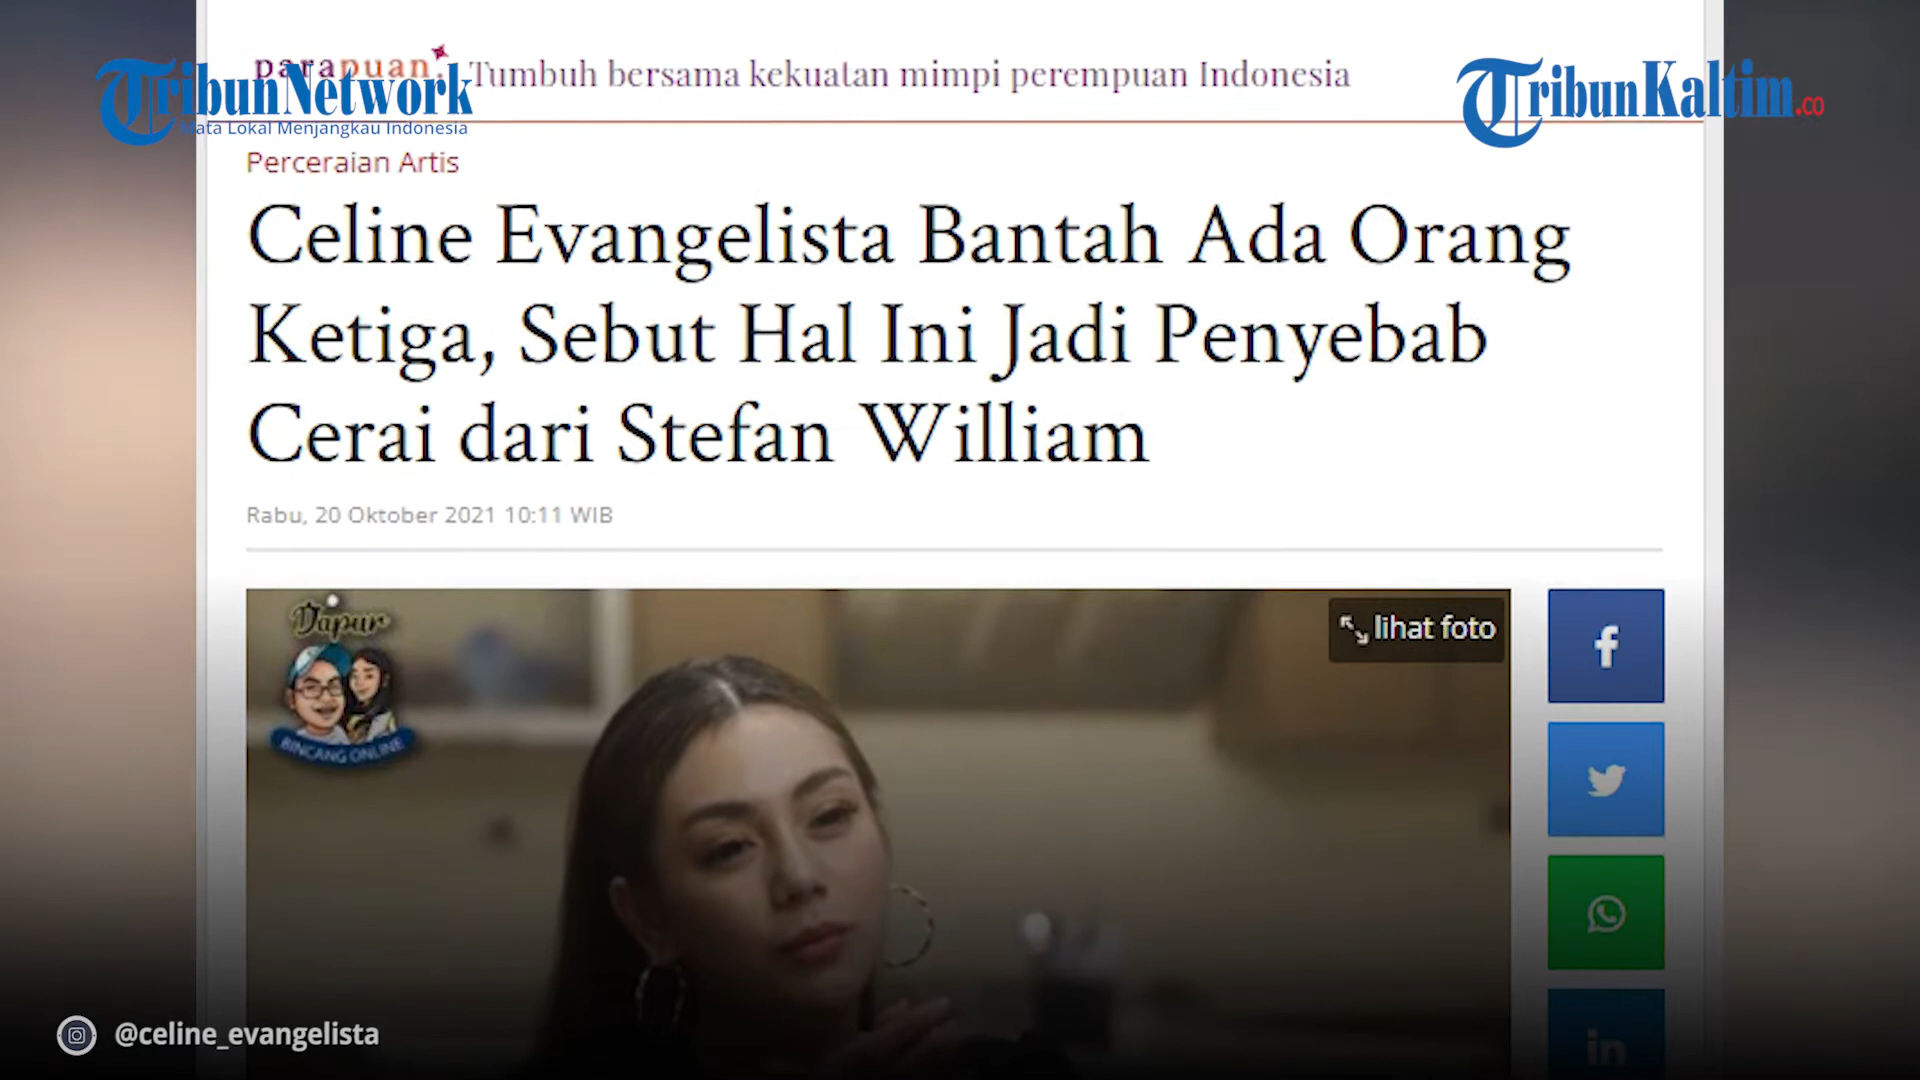 parapuan. Tumbuh bersama kekuatan mimpi perempuan Indonesia
TribunNetwork
Mata Lokal Menjangkau Indonesia
TribunKaltim.co
Perceraian Artis
Celine Evangelista Bantah Ada Orang
Ketiga, Sebut Hal Ini Jadi Penyebab
Cerai dari Stefan William
Rabu, 20 Oktober 2021 10:11 WIB
Dapur
BINCANG ONLINE
lihat foto
f
in
@celine_evangelista